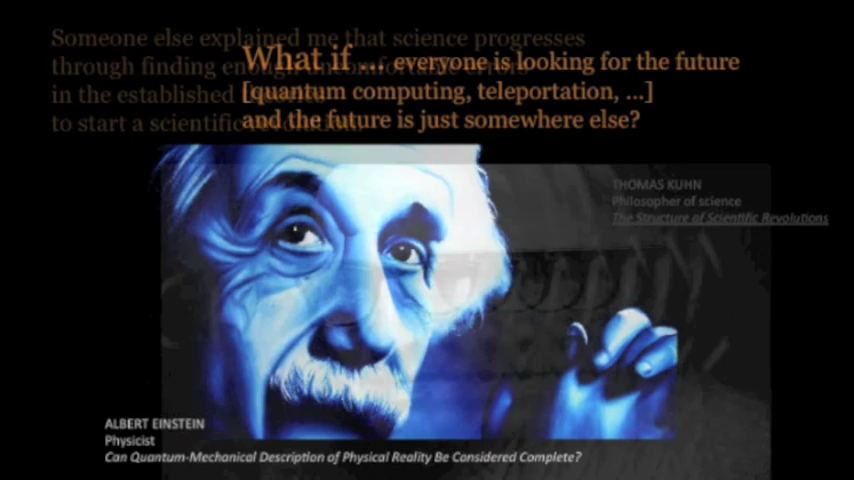 Someone else explained me that science progresses
through finding enough uncomfortable errors
in the established
to start a scientific revolution.
What if ... everyone is looking for the future
[quantum computing, teleportation, ...]
and the future is just somewhere else?
THOMAS KUHN
Philosopher of science
The Structure of Scientific Revolutions
ALBERT EINSTEIN
Physicist
Can Quantum-Mechanical Description of Physical Reality Be Considered Complete?